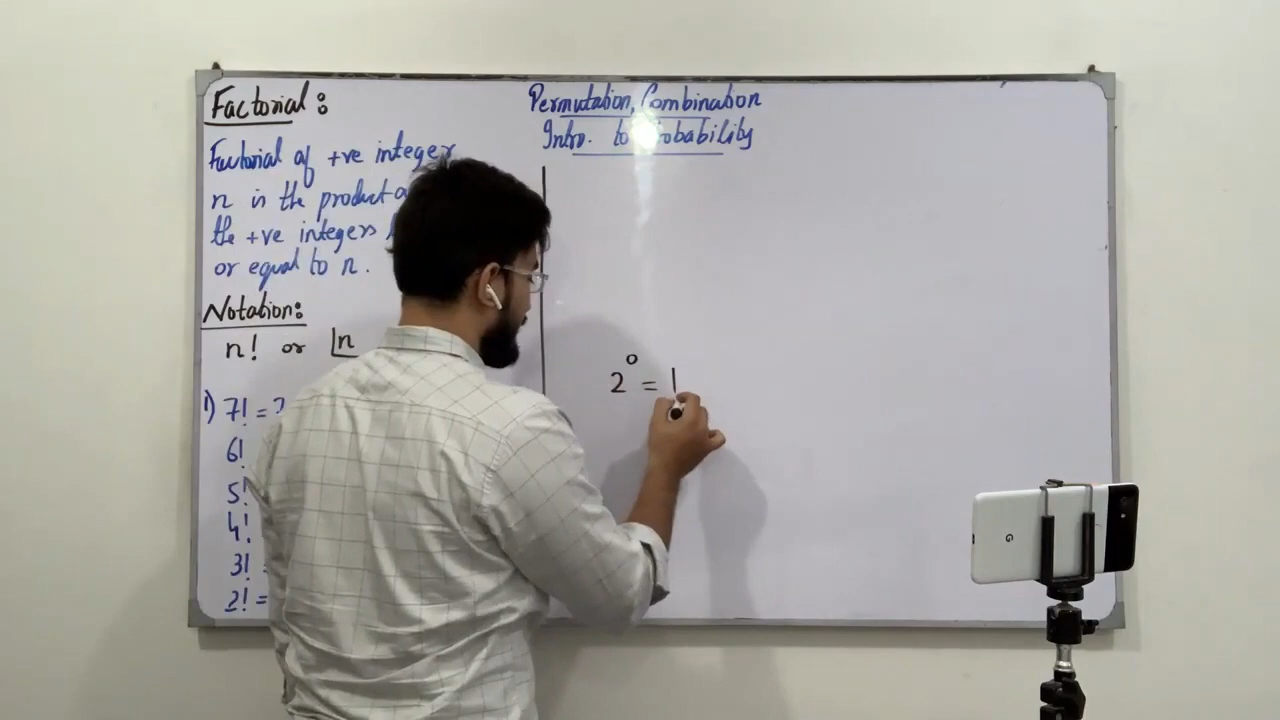 Factorial:
Permutation, Combination
Intro. to Probability
Factorial of +ve integer
n is the product
the +ve integers
or equal to n.
Notation:
n! or |n
1) 7! =
6!
5!
4!
3! =
2! =
2⁰ = 1
G